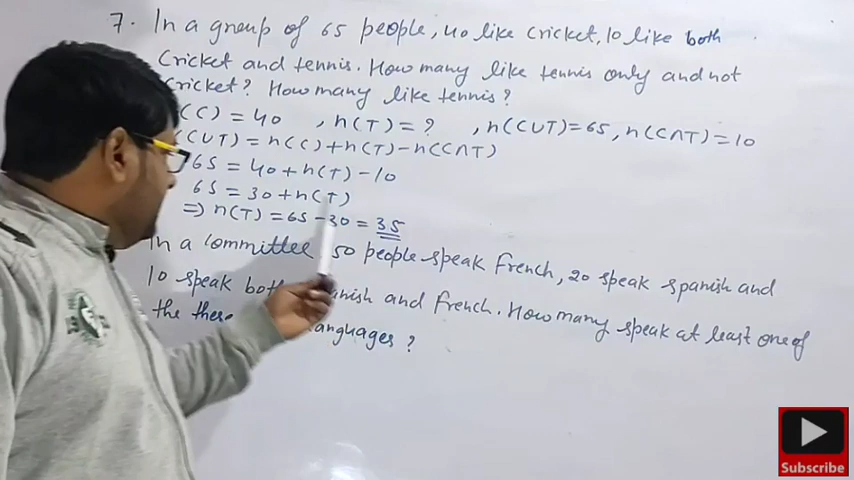 7. In a group of 65 people, 40 like cricket, 10 like both
Cricket and tennis. How many like tennis only and not
cricket? How many like tennis?
(C) = 40 , n(T) = ? , n(C∪T) = 65, n(C∩T) = 10
(C∪T) = n(C) + n(T) - n(C∩T)
65 = 40 + n(T) - 10
65 = 30 + n(T)
⇒ n(T) = 65 - 30 = 35
In a committee 50 people speak French, 20 speak spanish and
10 speak both and French. How many speak at least one of
the languages?
Subscribe